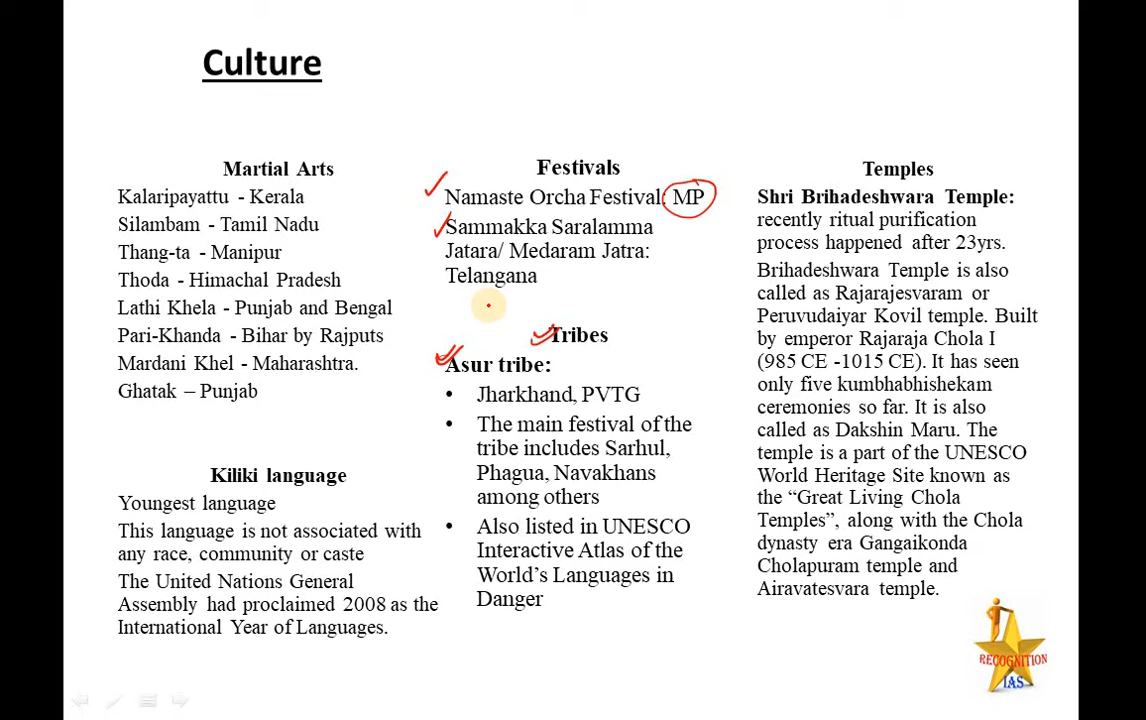 Culture
Martial Arts
Kalaripayattu - Kerala
Silambam - Tamil Nadu
Thang-ta - Manipur
Thoda - Himachal Pradesh
Lathi Khela - Punjab and Bengal
Pari-Khanda - Bihar by Rajputs
Mardani Khel - Maharashtra.
Ghatak – Punjab
Kiliki language
Youngest language
This language is not associated with
any race, community or caste
The United Nations General
Assembly had proclaimed 2008 as the
International Year of Languages.
Festivals
Namaste Orcha Festival: MP
Sammakka Saralamma
Jatara/ Medaram Jatra:
Telangana
Tribes
Asur tribe:
• Jharkhand, PVTG
• The main festival of the
tribe includes Sarhul,
Phagua, Navakhans
among others
• Also listed in UNESCO
Interactive Atlas of the
World's Languages in
Danger
Temples
Shri Brihadeshwara Temple:
recently ritual purification
process happened after 23yrs.
Brihadeshwara Temple is also
called as Rajarajesvaram or
Peruvudaiyar Kovil temple. Built
by emperor Rajaraja Chola I
(985 CE -1015 CE). It has seen
only five kumbhabhishekam
ceremonies so far. It is also
called as Dakshin Maru. The
temple is a part of the UNESCO
World Heritage Site known as
the “Great Living Chola
Temples”, along with the Chola
dynasty era Gangaikonda
Cholapuram temple and
Airavatesvara temple.
RECOGNITION
IAS